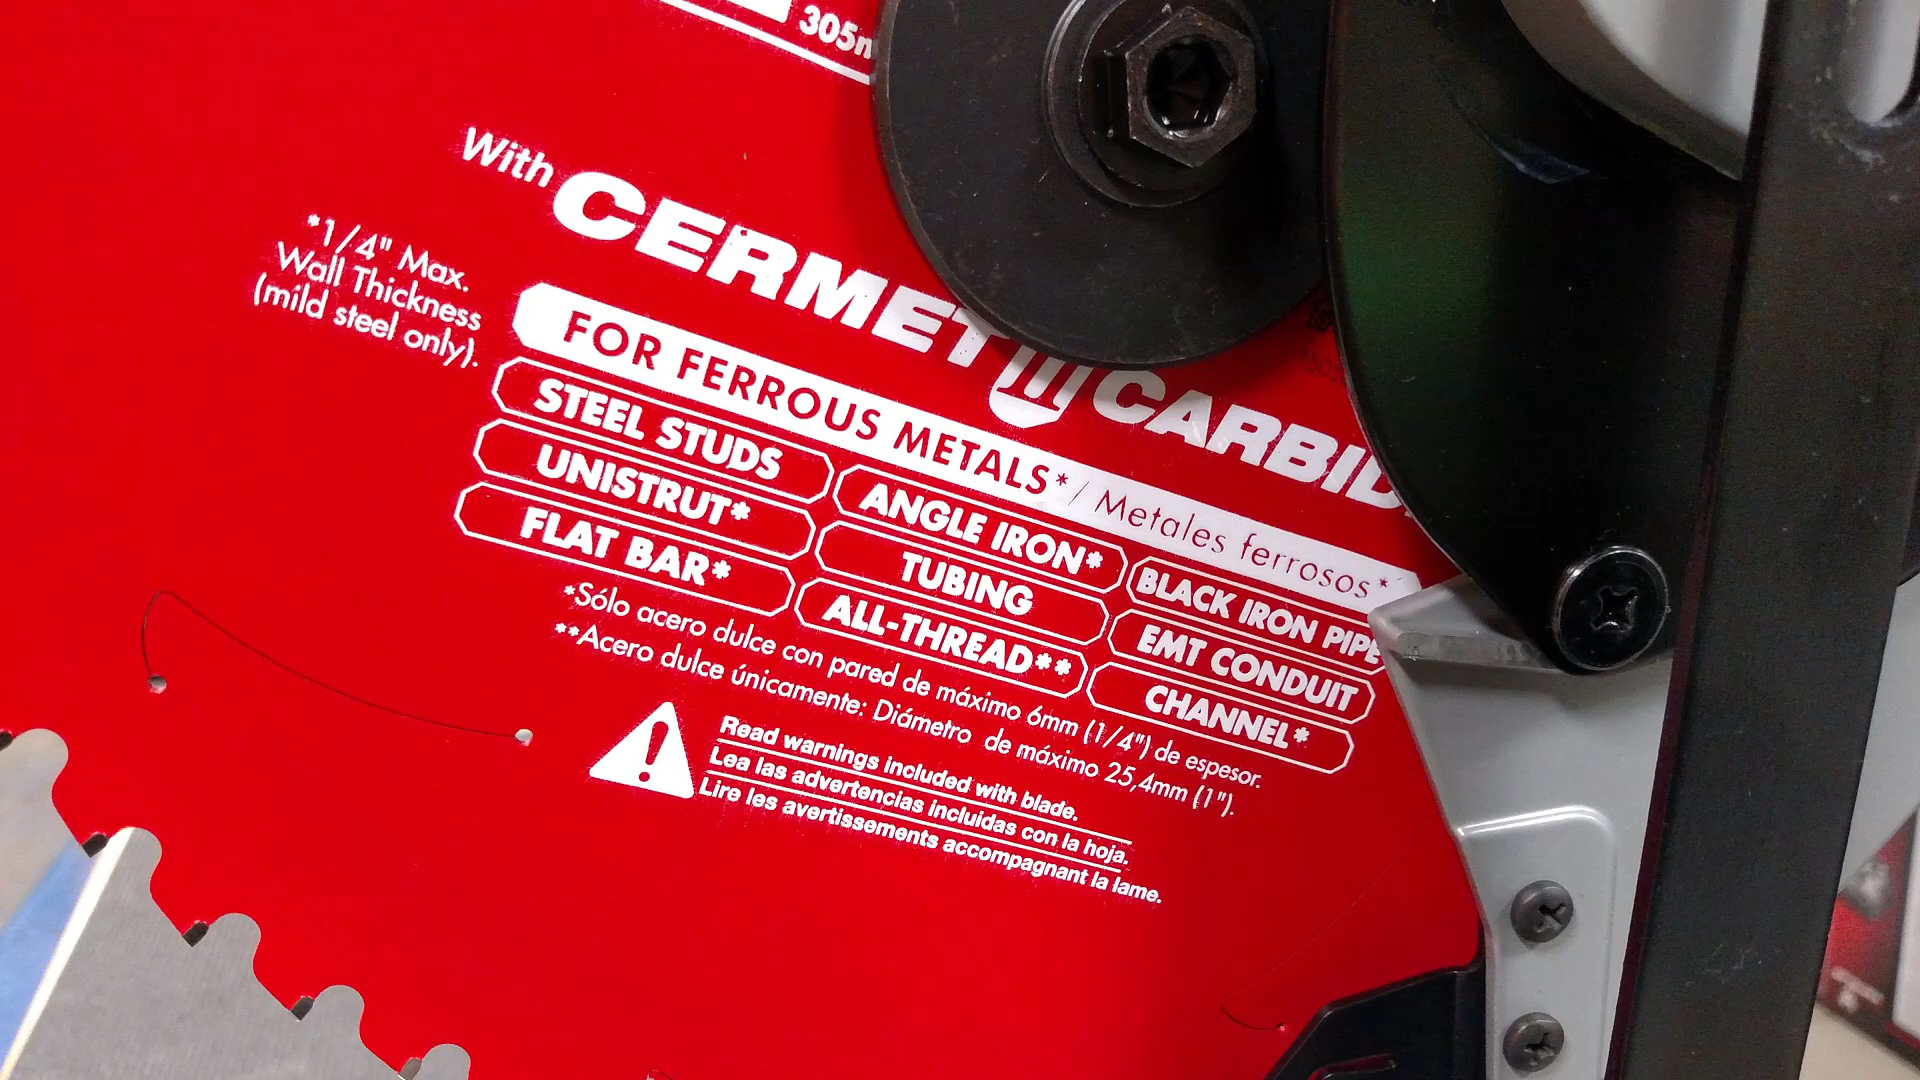 305m
With CERMET II CARBID
*1/4" Max.
Wall Thickness
(mild steel only).
FOR FERROUS METALS* / Metales ferrosos*
STEEL STUDS
UNISTRUT*
FLAT BAR*
ANGLE IRON*
TUBING
ALL-THREAD**
BLACK IRON PIPE
EMT CONDUIT
CHANNEL*
*Sólo acero dulce con pared de máximo 6mm (1/4") de espesor.
**Acero dulce únicamente: Diámetro de máximo 25,4mm (1").
Read warnings included with blade.
Lea las advertencias incluidas con la hoja.
Lire les avertissements accompagnant la lame.